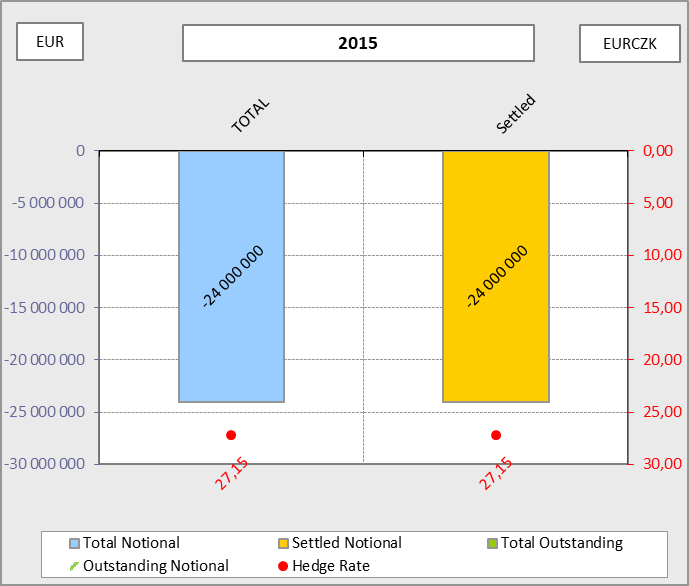 EUR
2015
EURCZK
TOTAL
Settled
0
0,00
-5 000 000
5,00
-10 000 000
10,00
-24 000 000
-24 000 000
-15 000 000
15,00
-20 000 000
20,00
-25 000 000
25,00
-30 000 000
30,00
27,15
27,15
Total Notional
Settled Notional
Total Outstanding
Outstanding Notional
Hedge Rate